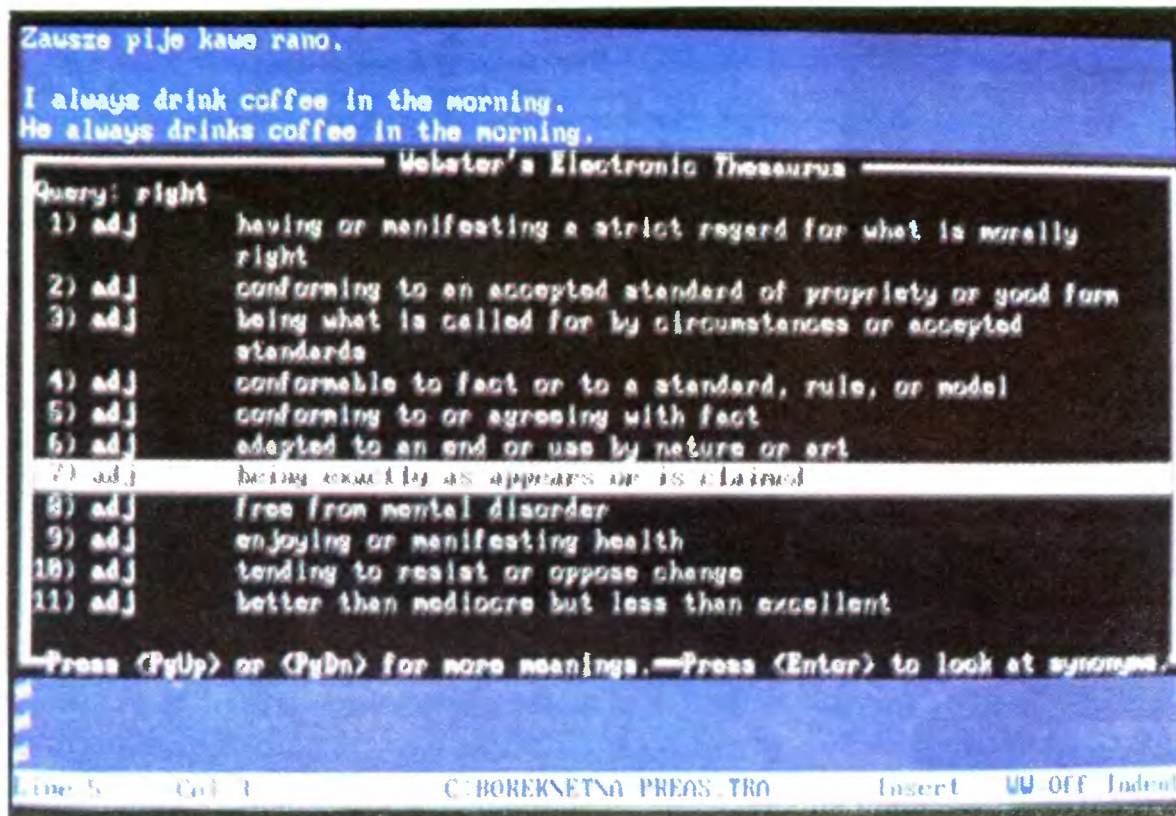 Zawsze pije kawe rano.
I always drink coffee in the morning.
He always drinks coffee in the morning.
Webster's Electronic Thesaurus
Query: right
1) adj having or manifesting a strict regard for what is morally
right
2) adj conforming to an accepted standard of propriety or good form
3) adj being what is called for by circumstances or accepted
standards
4) adj conformable to fact or to a standard, rule, or model
5) adj conforming to or agreeing with fact
6) adj adapted to an end or use by nature or art
7) adj being exactly as appears or is claimed
8) adj free from mental disorder
9) adj enjoying or manifesting health
10) adj tending to resist or oppose change
11) adj better than mediocre but less than excellent
Press <PgUp> or <PgDn> for more meanings. Press <Enter> to look at synonyms.
Line 5 Col Insert WW Off Indent